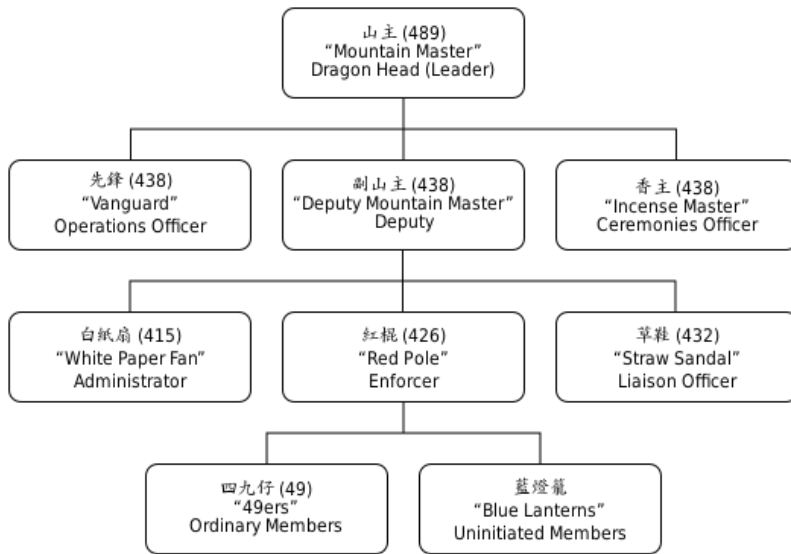 山主 (489)
“Mountain Master”
Dragon Head (Leader)
先鋒 (438)
“Vanguard”
Operations Officer
副山主 (438)
“Deputy Mountain Master”
Deputy
香主 (438)
“Incense Master”
Ceremonies Officer
白紙扇 (415)
“White Paper Fan”
Administrator
紅棍 (426)
“Red Pole”
Enforcer
草鞋 (432)
“Straw Sandal”
Liaison Officer
四九仔 (49)
“49ers”
Ordinary Members
藍燈籠
“Blue Lanterns”
Uninitiated Members